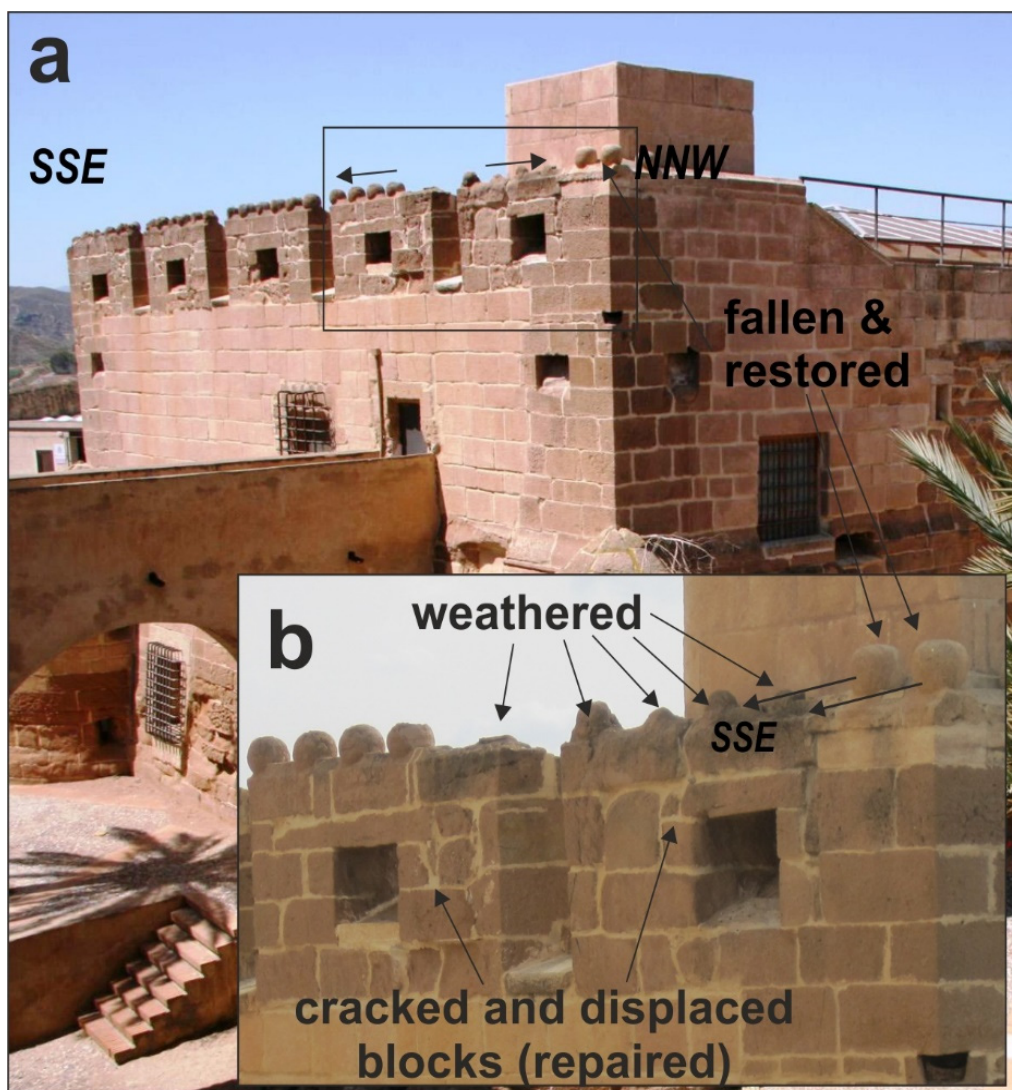 a
SSE
NNW
fallen &
restored
b
weathered
SSE
cracked and displaced
blocks (repaired)